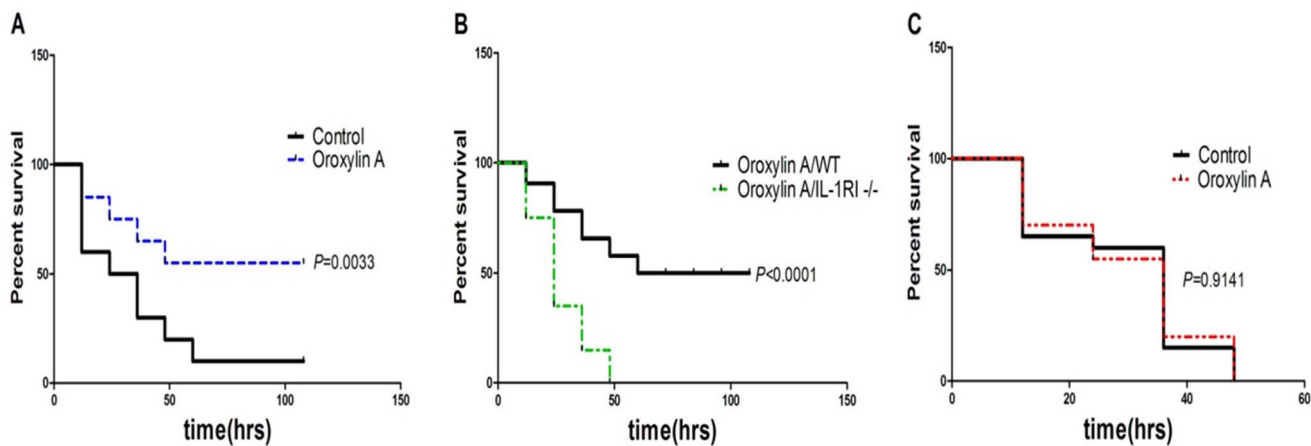 A
Percent survival
150
100
50
0
0
50
100
150
time(hrs)
Control
Oroxylin A
P=0.0033
B
Percent survival
150
100
50
0
0
50
100
150
time(hrs)
Oroxylin A/WT
Oroxylin A/IL-1RI -/-
P<0.0001
C
Percent survival
150
100
50
0
0
20
40
60
time(hrs)
Control
Oroxylin A
P=0.9141